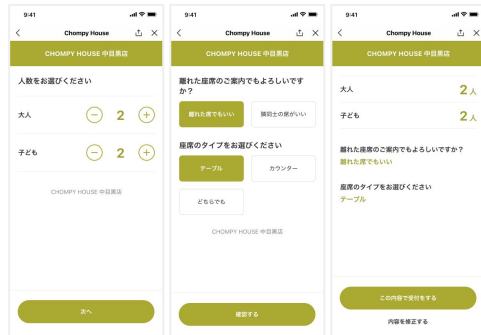 9:41
Chompy House
CHOMPY HOUSE 中目黒店
人数をお選びください
大人
2
子ども
2
CHOMPY HOUSE 中目黒店
次へ
9:41
Chompy House
CHOMPY HOUSE 中目黒店
離れた座席のご案内でもよろしいです
か？
離れた席でもいい
隣同士の席がいい
座席のタイプをお選びください
テーブル
カウンター
どちらでも
CHOMPY HOUSE 中目黒店
確認する
9:41
Chompy House
CHOMPY HOUSE 中目黒店
大人
2人
子ども
2人
離れた座席のご案内でもよろしいですか？
離れた席でもいい
座席のタイプをお選びください
テーブル
この内容で受付をする
内容を修正する